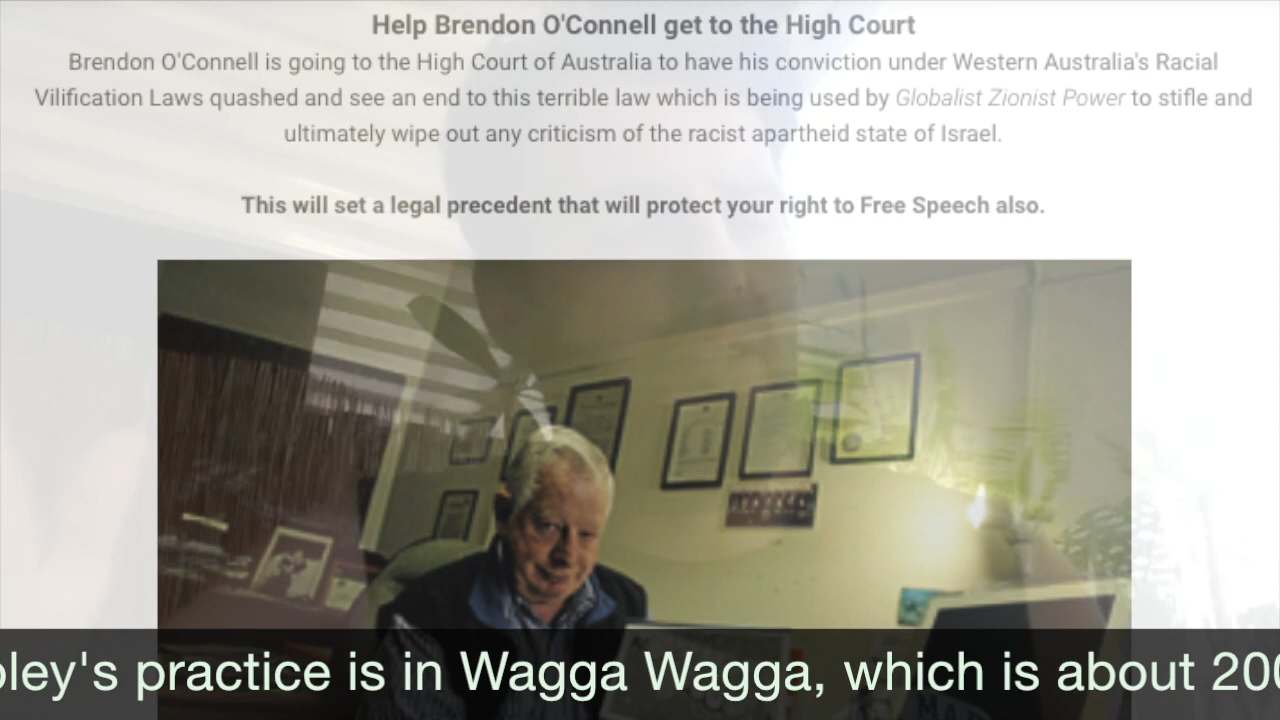 Help Brendon O'Connell get to the High Court
Brendon O'Connell is going to the High Court of Australia to have his conviction under Western Australia's Racial
Vilification Laws quashed and see an end to this terrible law which is being used by Globalist Zionist Power to stifle and
ultimately wipe out any criticism of the racist apartheid state of Israel.
This will set a legal precedent that will protect your right to Free Speech also.
oley's practice is in Wagga Wagga, which is about 200